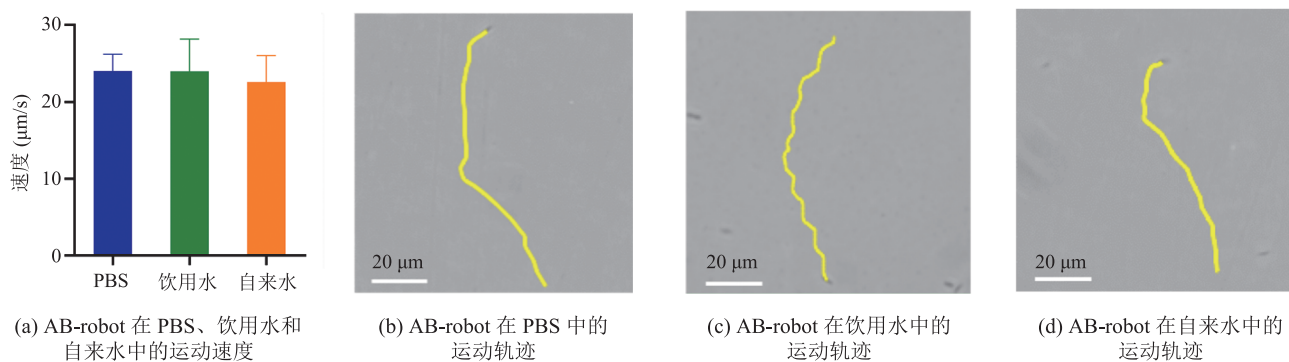 30
20
10
0
速度 (μm/s)
PBS
饮用水
自来水
(a) AB-robot 在 PBS、饮用水和
自来水中的运动速度
20 μm
(b) AB-robot 在 PBS 中的
运动轨迹
20 μm
(c) AB-robot 在饮用水中的
运动轨迹
20 μm
(d) AB-robot 在自来水中的
运动轨迹